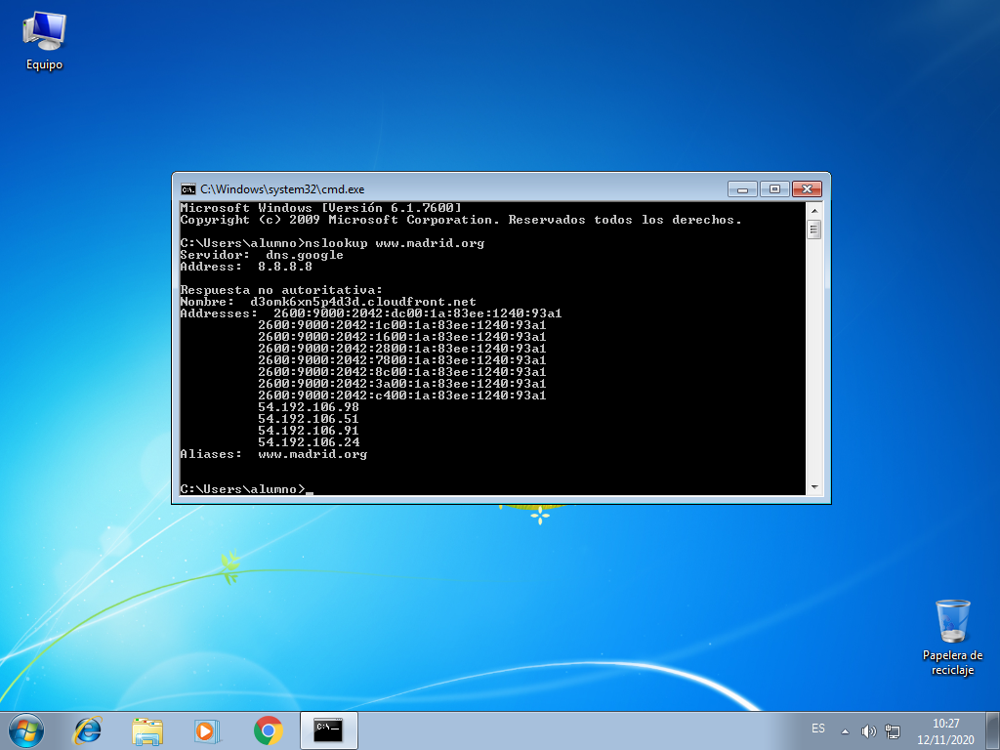 Equipo
C:\Windows\system32\cmd.exe
Microsoft Windows [Versión 6.1.7600]
Copyright (c) 2009 Microsoft Corporation. Reservados todos los derechos.
C:\Users\alumno>nslookup www.madrid.org
Servidor:  dns.google
Address:  8.8.8.8
Respuesta no autoritativa:
Nombre:  d3omk6xn5p4d3d.cloudfront.net
Addresses:  2600:9000:2042:dc00:1a:83ee:1240:93a1
2600:9000:2042:1c00:1a:83ee:1240:93a1
2600:9000:2042:1600:1a:83ee:1240:93a1
2600:9000:2042:2800:1a:83ee:1240:93a1
2600:9000:2042:7800:1a:83ee:1240:93a1
2600:9000:2042:8c00:1a:83ee:1240:93a1
2600:9000:2042:3a00:1a:83ee:1240:93a1
2600:9000:2042:c400:1a:83ee:1240:93a1
54.192.106.98
54.192.106.51
54.192.106.91
54.192.106.24
Aliases:  www.madrid.org
C:\Users\alumno>_
Papelera de
reciclaje
ES
10:27
12/11/2020